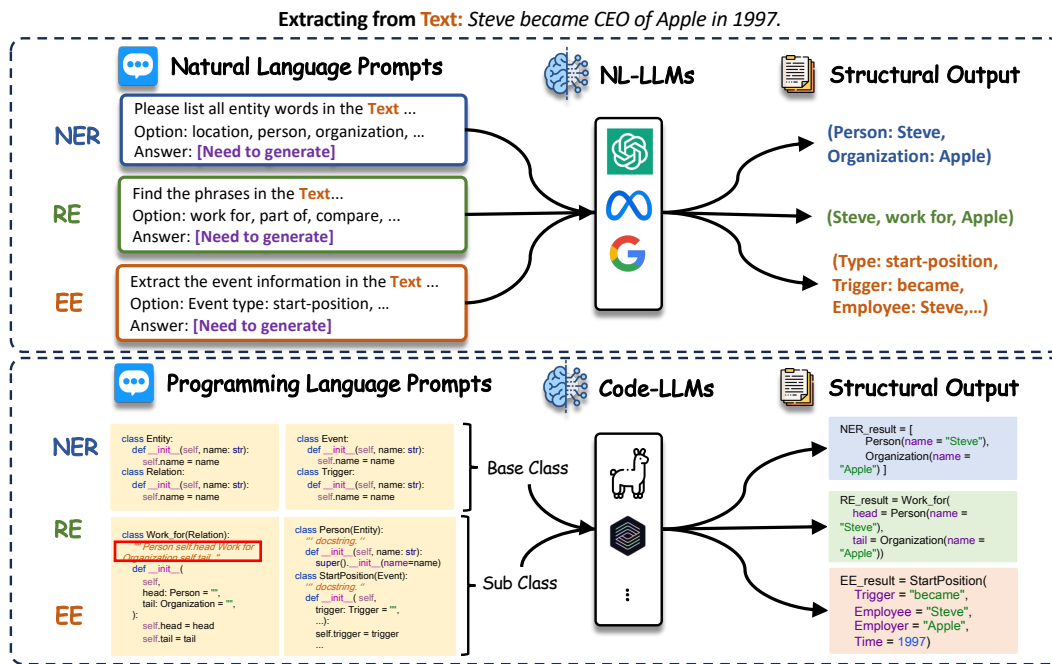 Extracting from Text: Steve became CEO of Apple in 1997.
Natural Language Prompts
NL-LLMs
Structural Output
NER
Please list all entity words in the Text ...
Option: location, person, organization, ...
Answer: [Need to generate]
(Person: Steve,
Organization: Apple)
RE
Find the phrases in the Text...
Option: work for, part of, compare, ...
Answer: [Need to generate]
(Steve, work for, Apple)
EE
Extract the event information in the Text ...
Option: Event type: start-position, ...
Answer: [Need to generate]
(Type: start-position,
Trigger: became,
Employee: Steve,...)
Programming Language Prompts
Code-LLMs
Structural Output
NER
RE
EE
class Entity:
def __init__(self, name: str):
self.name = name
class Relation:
def __init__(self, name: str):
self.name = name
class Event:
def __init__(self, name: str):
self.name = name
class Trigger:
def __init__(self, name: str):
self.name = name
Base Class
class Work_for(Relation):
''' Person self.head Work for
Organization self.tail. ''
def __init__(
self,
head: Person = "",
tail: Organization = "",
):
self.head = head
self.tail = tail
class Person(Entity):
''' docstring. ''
def __init__(self, name: str):
super().__init__(name=name)
class StartPosition(Event):
''' docstring. ''
def __init__( self,
trigger: Trigger = "",
...):
self.trigger = trigger
...
Sub Class
NER_result = [
Person(name = "Steve"),
Organization(name =
"Apple") ]
RE_result = Work_for(
head = Person(name =
"Steve"),
tail = Organization(name =
"Apple"))
EE_result = StartPosition(
Trigger = "became",
Employee = "Steve",
Employer = "Apple",
Time = 1997)